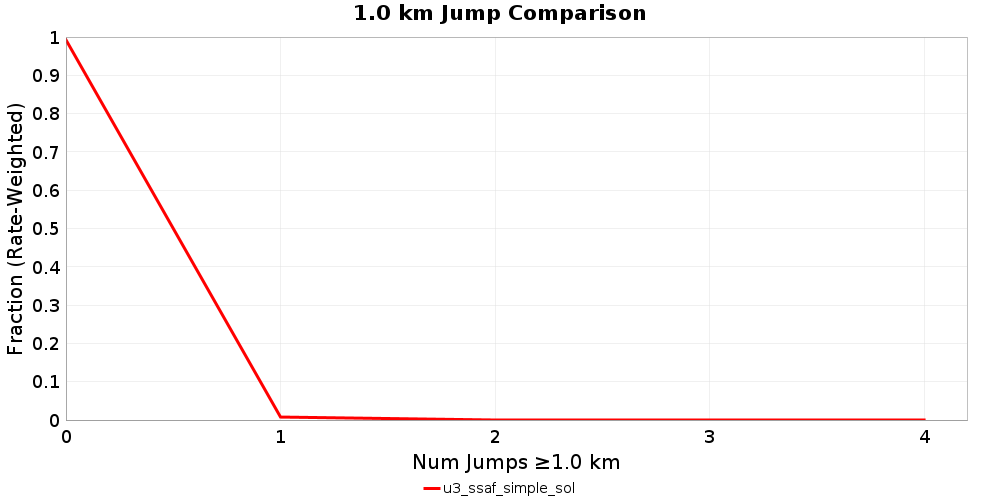 1.0 km Jump Comparison
Fraction (Rate-Weighted)
1
0.9
0.8
0.7
0.6
0.5
0.4
0.3
0.2
0.1
0
0 1 2 3 4
Num Jumps ≥1.0 km
u3_ssaf_simple_sol